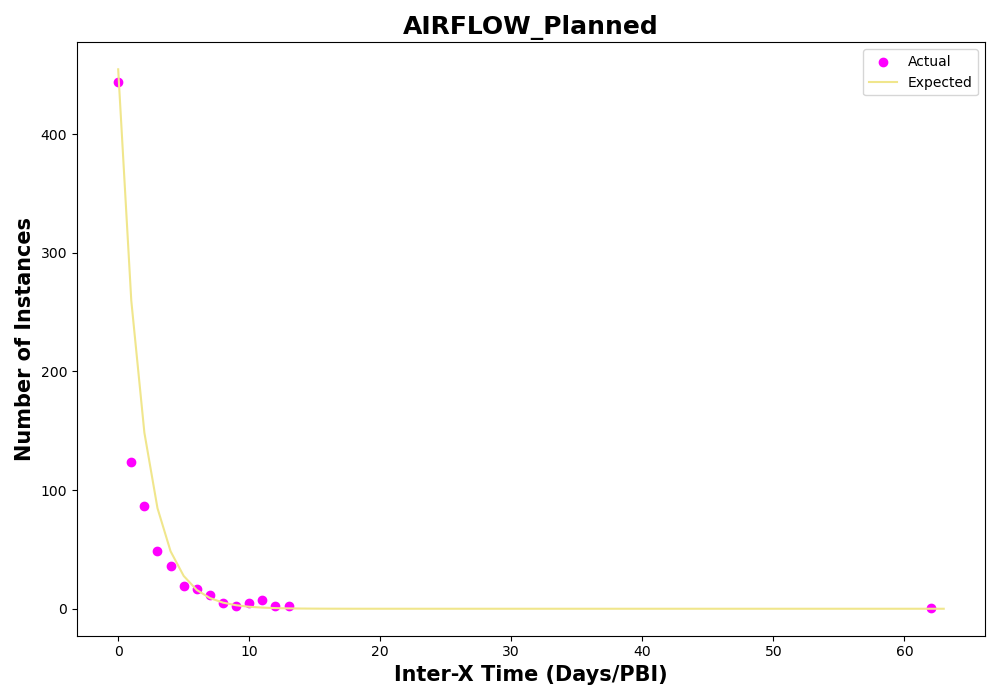 AIRFLOW_Planned
Actual
Expected
Number of Instances
400
300
200
100
0
0
10
20
30
40
50
60
Inter-X Time (Days/PBI)